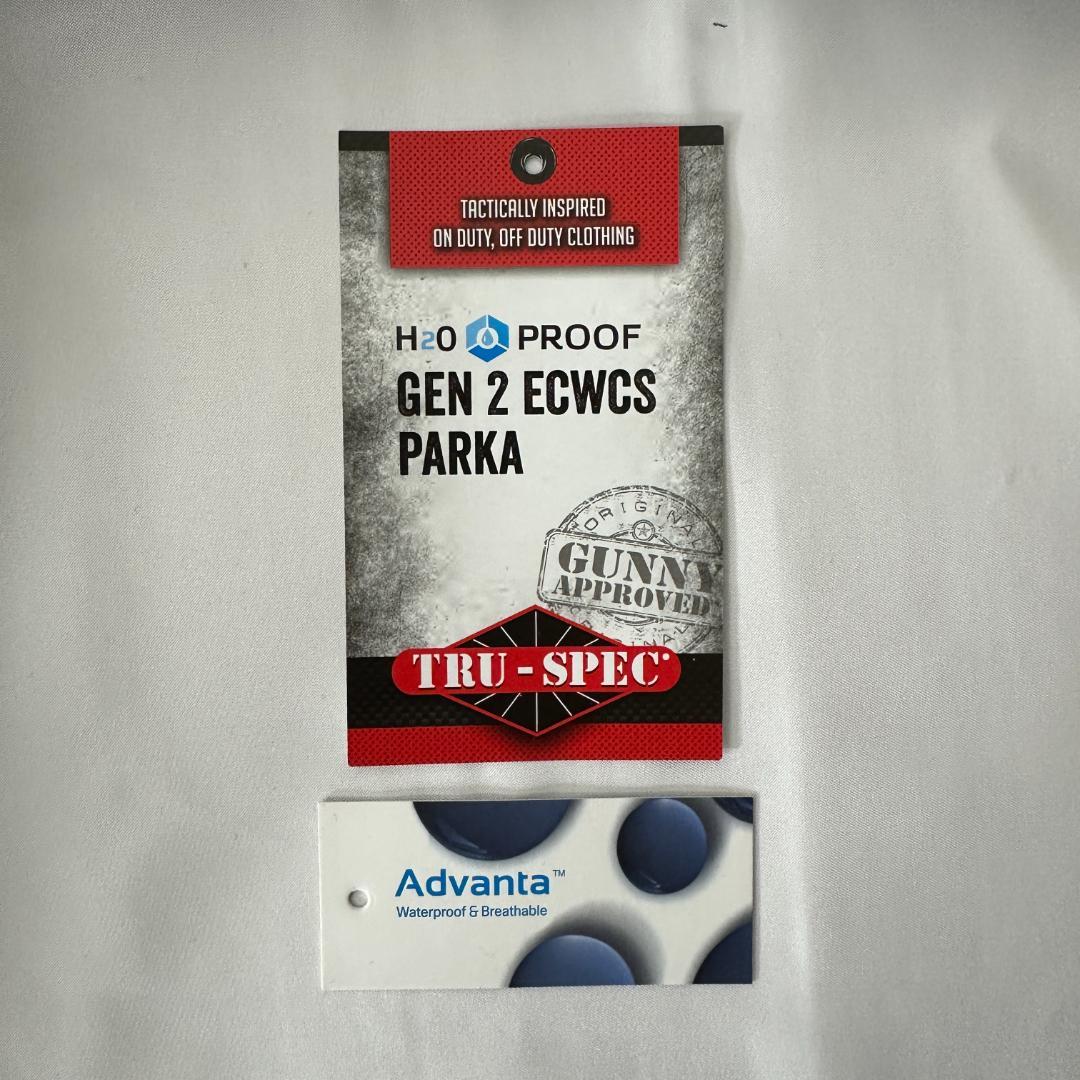 TACTICALLY INSPIRED
ON DUTY, OFF DUTY CLOTHING
H2O PROOF
GEN 2 ECWCS
PARKA
ORIGINAL
GUNNY
APPROVED
ORIGINAL
TRU-SPEC®
Advanta™
Waterproof & Breathable